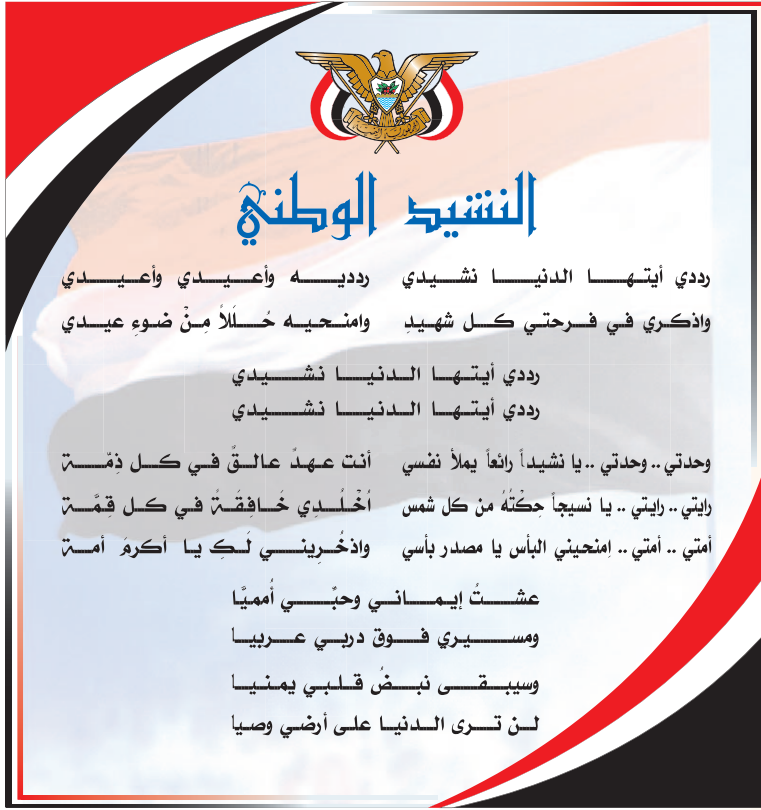 النشيد الوطني
رددي أيتها الدنيا نشيدي رددیه وأعيدي وأعيدي
واذكري في فرحتي كل شهيدِ وامنحيه حُلَلاً مِنْ ضوءِ عيدي
رددي أيتها الدنيا نشيدي
رددي أيتها الدنيا نشيدي
وحدتي .. وحدتي .. يا نشيداً رائعاً يملأ نفسي أنت عهدٌ عالقٌ في كل ذِمّة
رايتي .. رايتي .. يا نسيجاً حِكْتُهُ من كل شمس أخْلُدِي خَافِقَةً في كل قِمَّة
أمتي .. أمتي .. إمنحيني البأس يا مصدر بأسي واذخُريني لَكِ يا أكرمَ أمة
عشتُ إيماني وحبّي أُمميَّا
ومسيري فوق دربي عربيا
وسيبقى نبضُ قلبي يمنيا
لن ترى الدنيا على أرضي وصيا